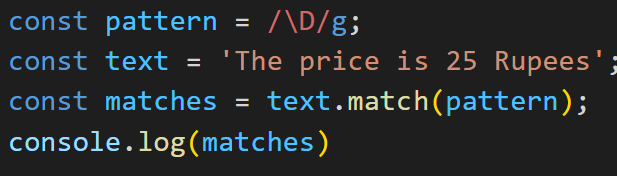 const pattern = /\D/g;
const text = 'The price is 25 Rupees';
const matches = text.match(pattern);
console.log(matches)